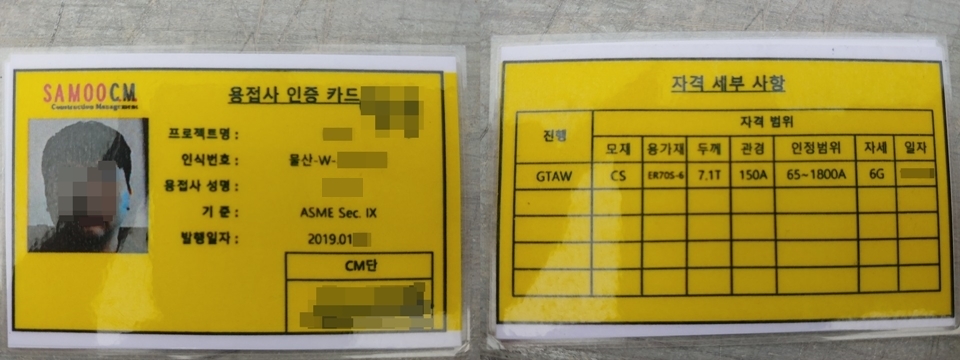 SAMOO C.M.
Construction Management
용접사 인증 카드
프로젝트명 :
인식번호 : 물산-W-
용접사 성명 :
기 준 : ASME Sec. IX
발행일자 : 2019.01
CM단
자격 세부 사항
진행 자격 범위
모재 용가재 두께 관경 인정범위 자세 일자
GTAW CS ER70S-6 7.1T 150A 65~1800A 6G